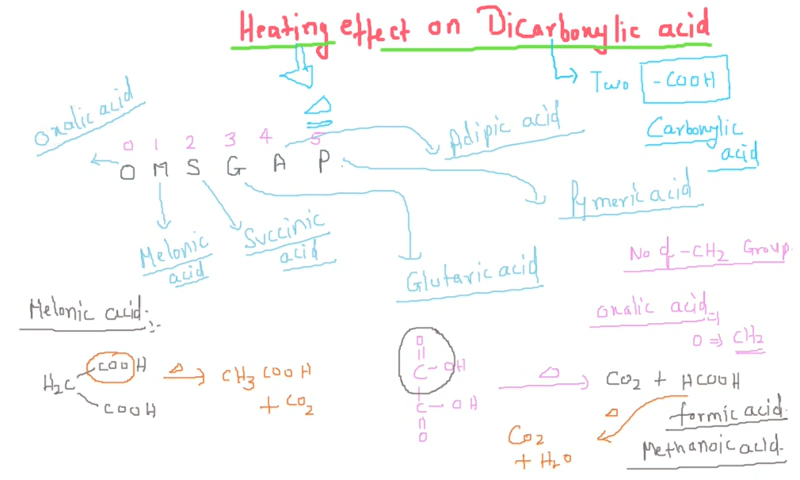 Heating effect on Dicarbonylic acid
Two -COOH
Carbonylic
acid
Oxalic acid
0 1 2 3 4 5
O M S G A P
Adipic acid
Pymeric acid
Melonic
acid
Succinic
acid
Glutaric acid
No of -CH2 Group
Oxalic acid
0 ⇒ CH2
Melonic acid
H2C
COOH
COOH
△
CH3COOH
+ CO2
O
C - OH
C - OH
O
△
CO2 + HCOOH
formic acid
Methanoic acid
△
CO2
+ H2O